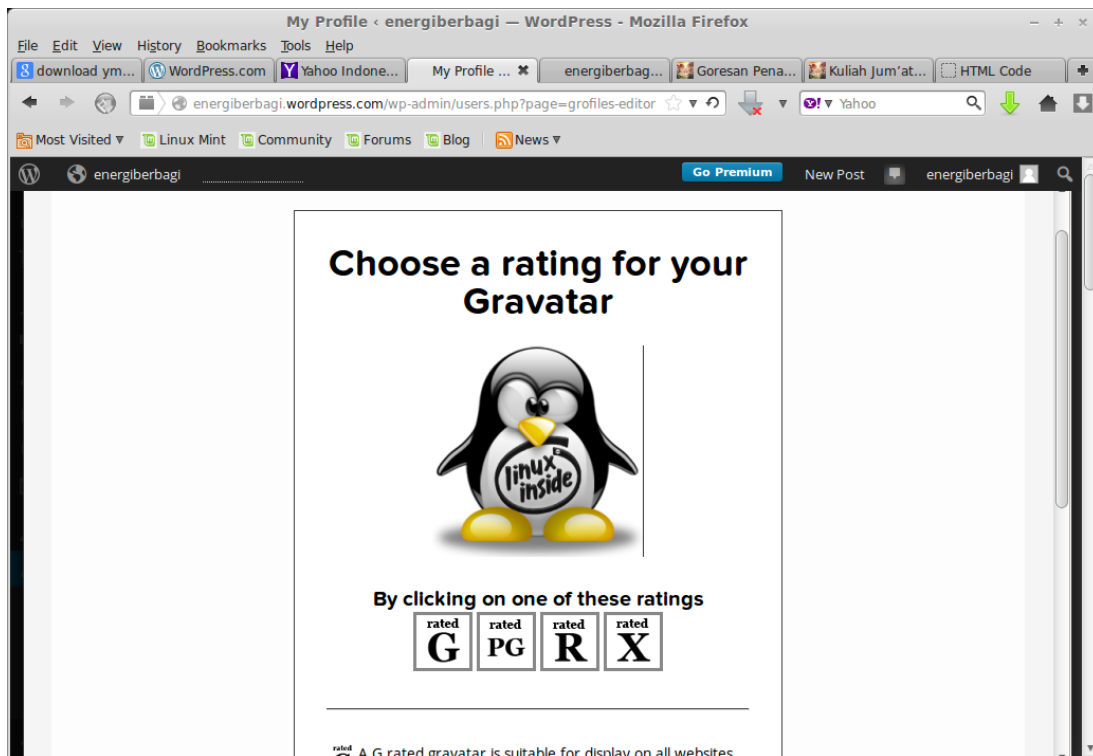 My Profile ‹ energiberbagi — WordPress - Mozilla Firefox
File Edit View History Bookmarks Tools Help
download ym... WordPress.com Yahoo Indone... My Profile ... energiberbag... Goresan Pena... Kuliah Jum'at... HTML Code
energiberbagi.wordpress.com/wp-admin/users.php?page=grofiles-editor Yahoo
Most Visited Linux Mint Community Forums Blog News
energiberbagi Go Premium New Post energiberbagi
Choose a rating for your
Gravatar
linux
inside
By clicking on one of these ratings
rated rated rated rated
G PG R X
rated
G A G rated gravatar is suitable for display on all websites